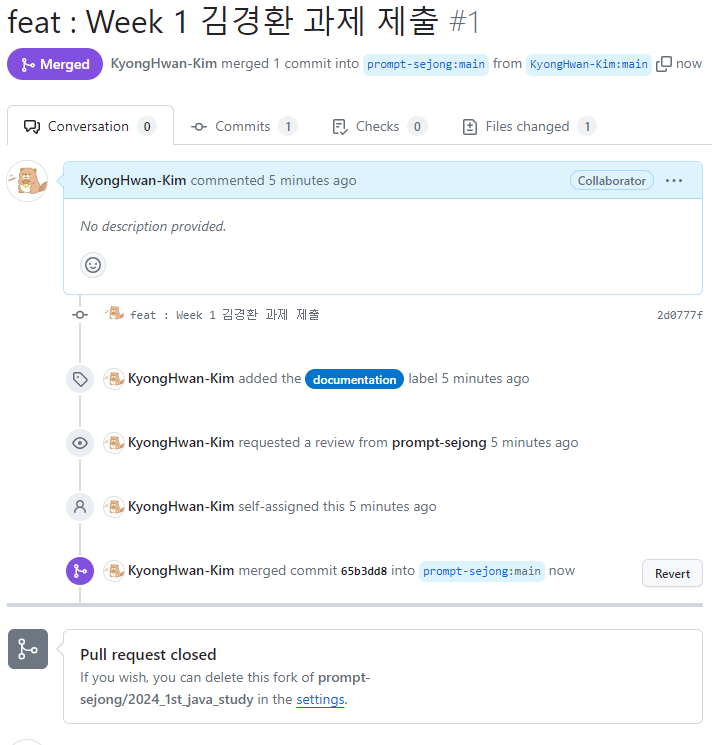 feat : Week 1 김경환 과제 제출 #1
Merged KyongHwan-Kim merged 1 commit into prompt-sejong:main from KyongHwan-Kim:main now
Conversation 0 Commits 1 Checks 0 Files changed 1
KyongHwan-Kim commented 5 minutes ago Collaborator
No description provided.
feat : Week 1 김경환 과제 제출 2d0777f
KyongHwan-Kim added the documentation label 5 minutes ago
KyongHwan-Kim requested a review from prompt-sejong 5 minutes ago
KyongHwan-Kim self-assigned this 5 minutes ago
KyongHwan-Kim merged commit 65b3dd8 into prompt-sejong:main now Revert
Pull request closed
If you wish, you can delete this fork of prompt-
sejong/2024_1st_java_study in the settings.